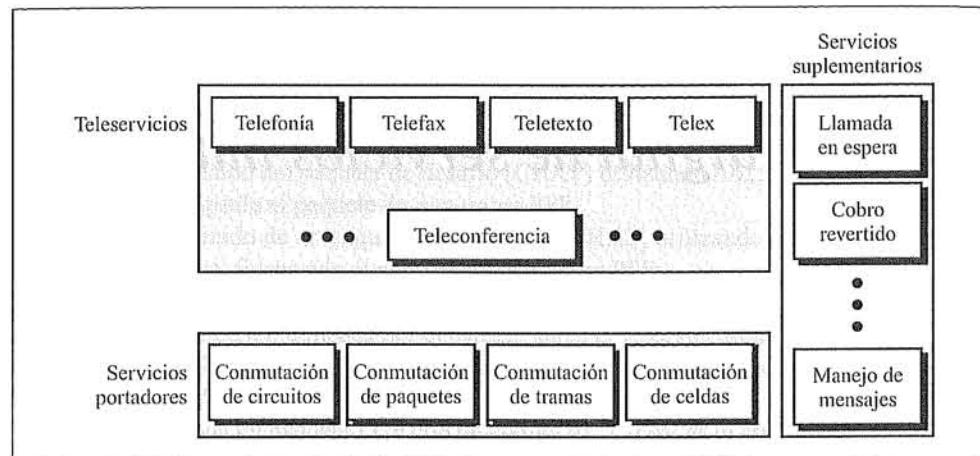 Servicios
suplementarios
Teleservicios
Telefonía
Telefax
Teletexto
Telex
Llamada
en espera
Teleconferencia
Cobro
revertido
Servicios
portadores
Conmutación
de circuitos
Conmutación
de paquetes
Conmutación
de tramas
Conmutación
de celdas
Manejo de
mensajes